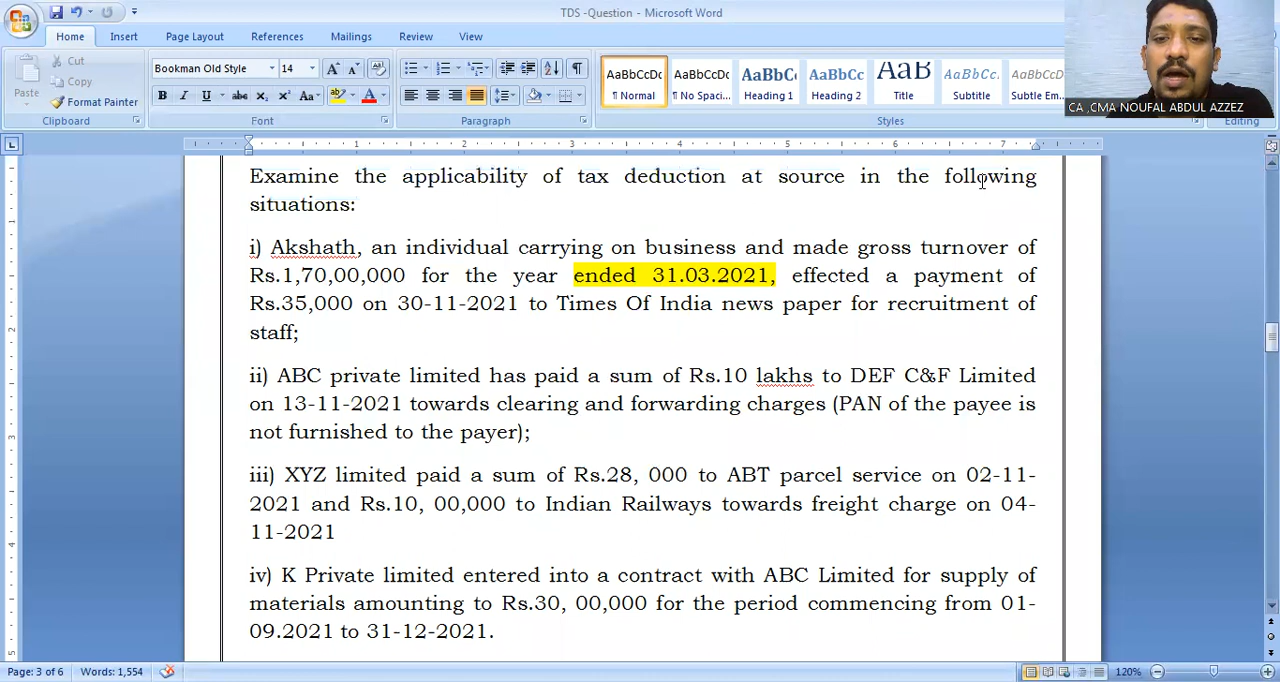 TDS -Question - Microsoft Word
Home Insert Page Layout References Mailings Review View
Cut
Copy
Format Painter
Paste
Clipboard
Bookman Old Style 14
Font
Paragraph
AaBbCcDc AaBbCcDc AaBbC AaBbCc AaB AaBbCc. AaBbCcDc
¶ Normal ¶ No Spaci... Heading 1 Heading 2 Title Subtitle Subtle Em...
Styles
Editing
CA ,CMA NOUFAL ABDUL AZZEZ
Examine the applicability of tax deduction at source in the following
situations:
i) Akshath, an individual carrying on business and made gross turnover of
Rs.1,70,00,000 for the year ended 31.03.2021, effected a payment of
Rs.35,000 on 30-11-2021 to Times Of India news paper for recruitment of
staff;
ii) ABC private limited has paid a sum of Rs.10 lakhs to DEF C&F Limited
on 13-11-2021 towards clearing and forwarding charges (PAN of the payee is
not furnished to the payer);
iii) XYZ limited paid a sum of Rs.28, 000 to ABT parcel service on 02-11-
2021 and Rs.10, 00,000 to Indian Railways towards freight charge on 04-
11-2021
iv) K Private limited entered into a contract with ABC Limited for supply of
materials amounting to Rs.30, 00,000 for the period commencing from 01-
09.2021 to 31-12-2021.
Page: 3 of 6 Words: 1,554 120%